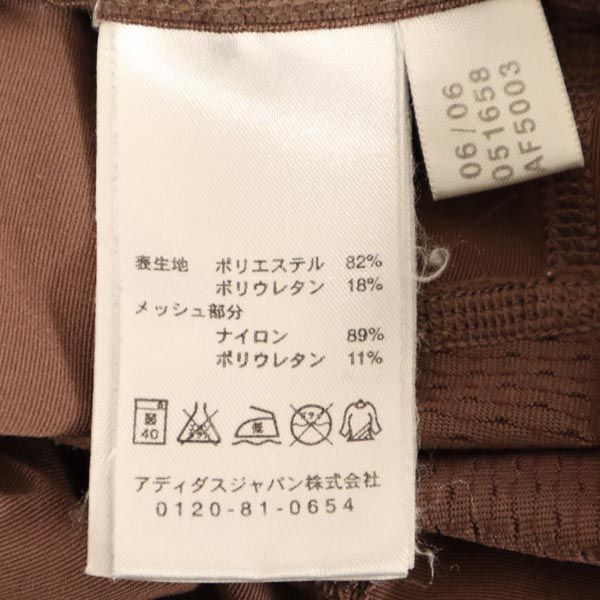 表生地 ポリエステル 82%
ポリウレタン 18%
メッシュ部分
ナイロン 89%
ポリウレタン 11%
40
低
アディダスジャパン株式会社
0120-81-0654
06/06
051658
AF5003